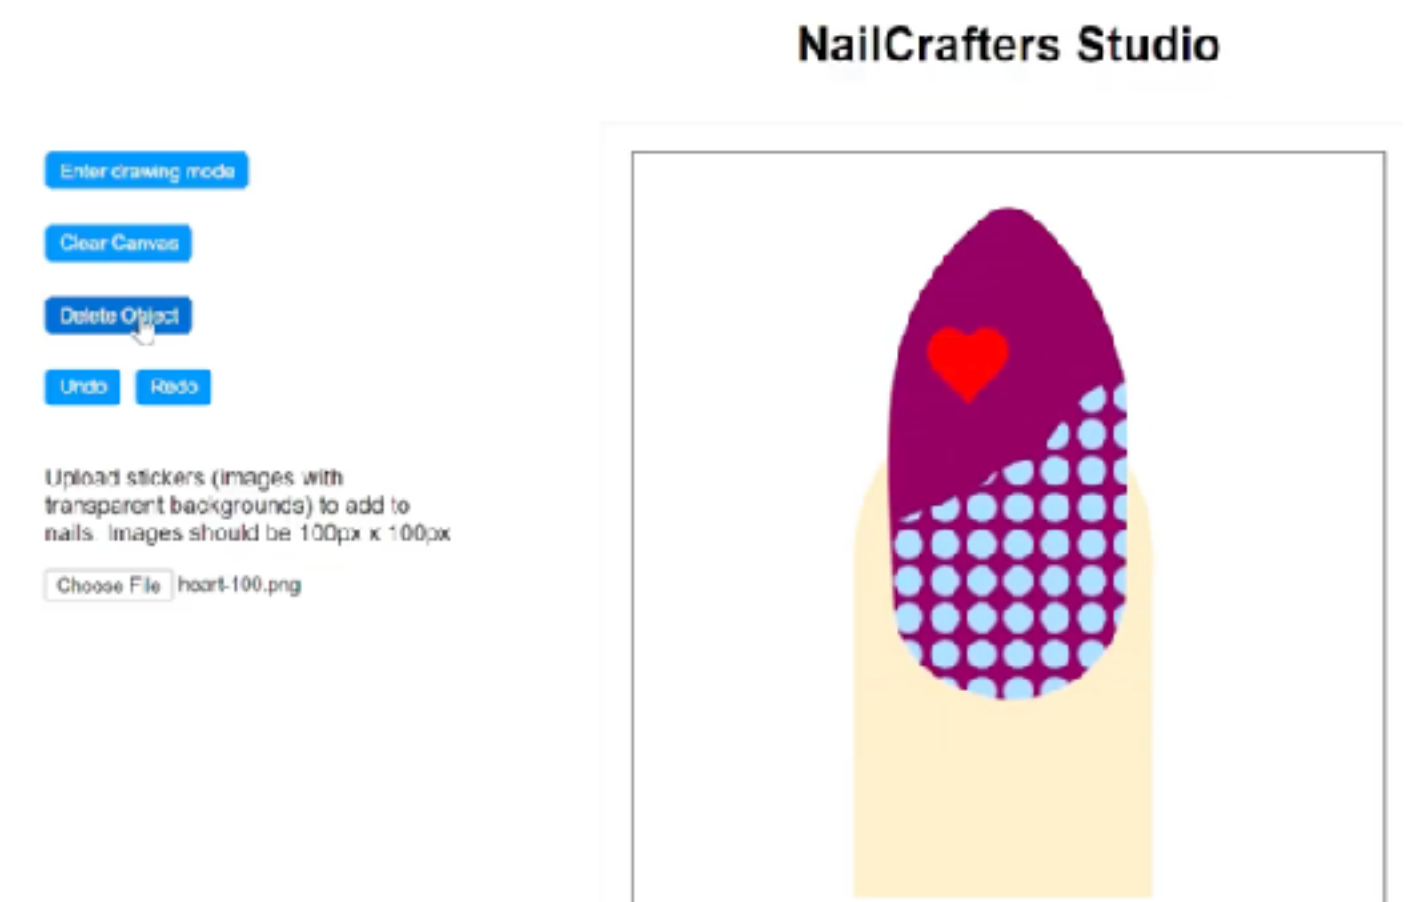 NailCrafters Studio
Enter drawing mode
Clear Canvas
Delete Object
Undo
Redo
Upload stickers (images with
transparent backgrounds) to add to
nails. Images should be 100px x 100px
Choose File heart-100.png